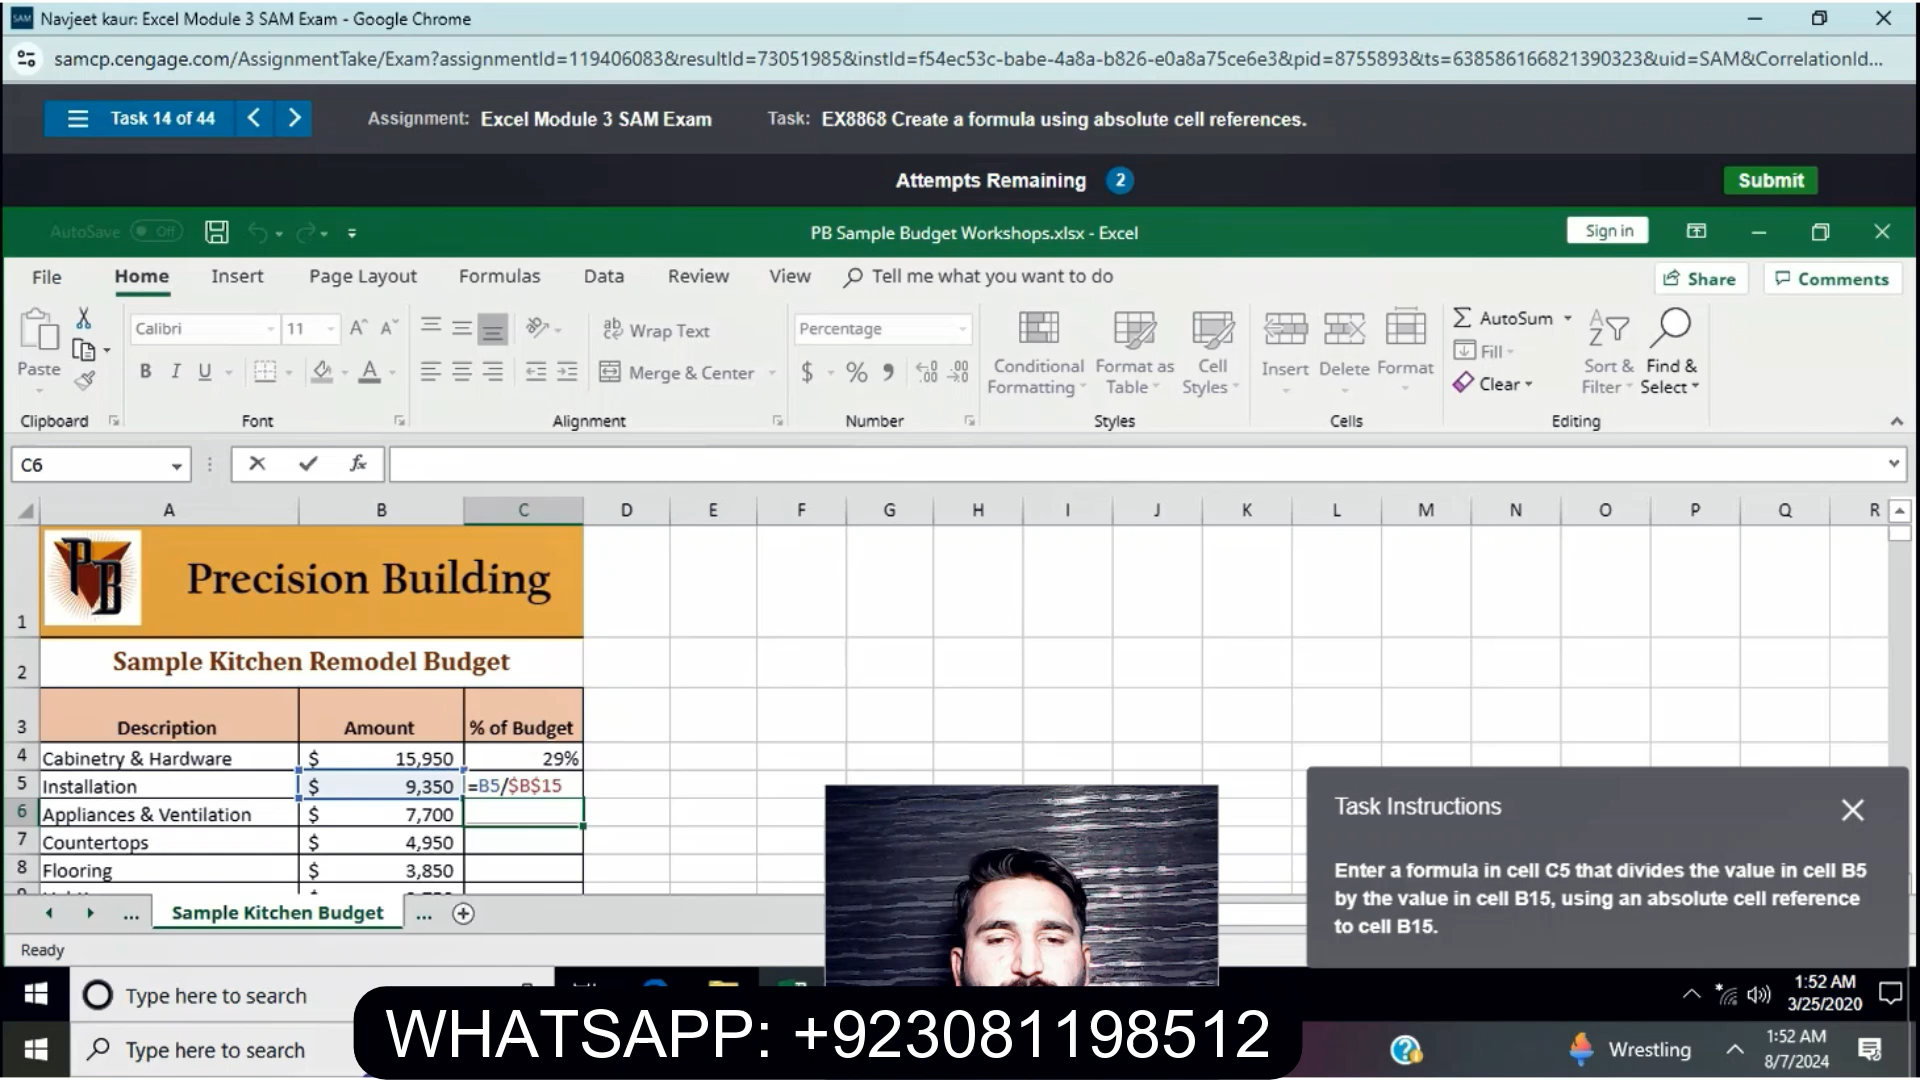 SAM Navjeet kaur: Excel Module 3 SAM Exam - Google Chrome
samcp.cengage.com/AssignmentTake/Exam?assignmentId=119406083&resultId=73051985&instId=f54ec53c-babe-4a8a-b826-e0a8a75ce6e3&pid=8755893&ts=638586166821390323&uid=SAM&CorrelationId...
Task 14 of 44 Assignment: Excel Module 3 SAM Exam Task: EX8868 Create a formula using absolute cell references.
Attempts Remaining 2 Submit
AutoSave Off PB Sample Budget Workshops.xlsx - Excel Sign in
File Home Insert Page Layout Formulas Data Review View Tell me what you want to do Share Comments
Calibri 11 Wrap Text Percentage AutoSum
Fill
Paste B I U Merge & Center $ % Conditional Format as Cell Insert Delete Format Sort & Find &
Formatting Table Styles Clear Filter Select
Clipboard Font Alignment Number Styles Cells Editing
C6 fx
A B C D E F G H I J K L M N O P Q R
PB Precision Building
1
Sample Kitchen Remodel Budget
2
3 Description Amount % of Budget
4 Cabinetry & Hardware $ 15,950 29%
5 Installation $ 9,350 =B5/$B$15
6 Appliances & Ventilation $ 7,700
7 Countertops $ 4,950
8 Flooring $ 3,850
... Sample Kitchen Budget ...
Ready
Task Instructions
Enter a formula in cell C5 that divides the value in cell B5
by the value in cell B15, using an absolute cell reference
to cell B15.
Type here to search 1:52 AM
3/25/2020
WHATSAPP: +923081198512
Type here to search Wrestling 1:52 AM
8/7/2024